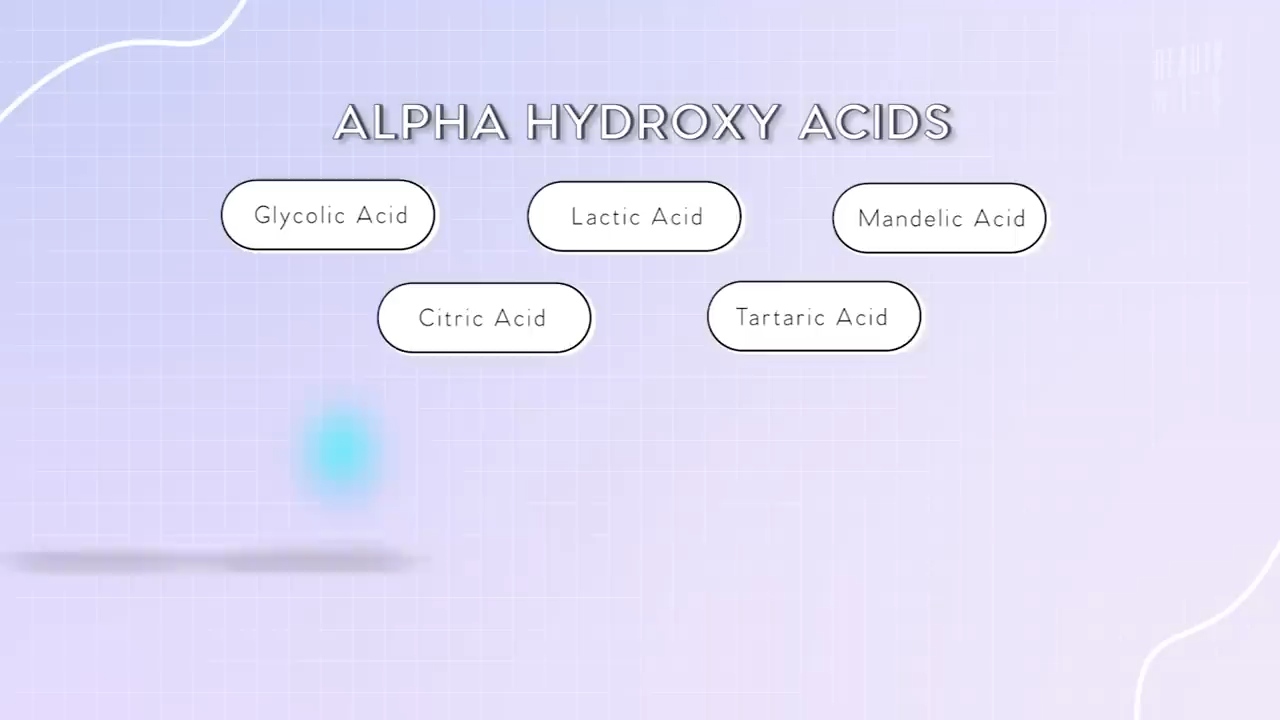 ALPHA HYDROXY ACIDS
Glycolic Acid
Lactic Acid
Mandelic Acid
Citric Acid
Tartaric Acid